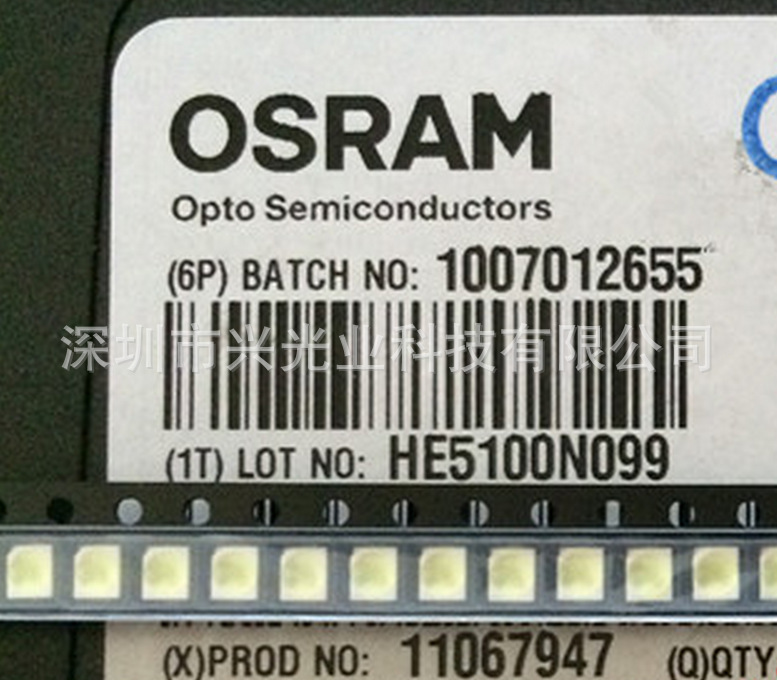 OSRAM
Opto Semiconductors
(6P) BATCH NO: 1007012655
深圳市兴光业科技有限公司
(1T) LOT NO: HE5100N099
(X)PROD NO: 11067947 (Q)QTY